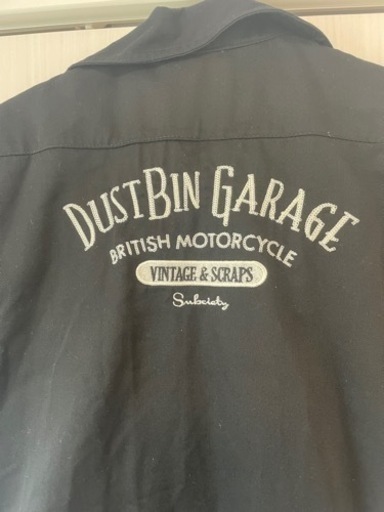 DUSTBIN GARAGE
BRITISH MOTORCYCLE
VINTAGE & SCRAPS
Subciety